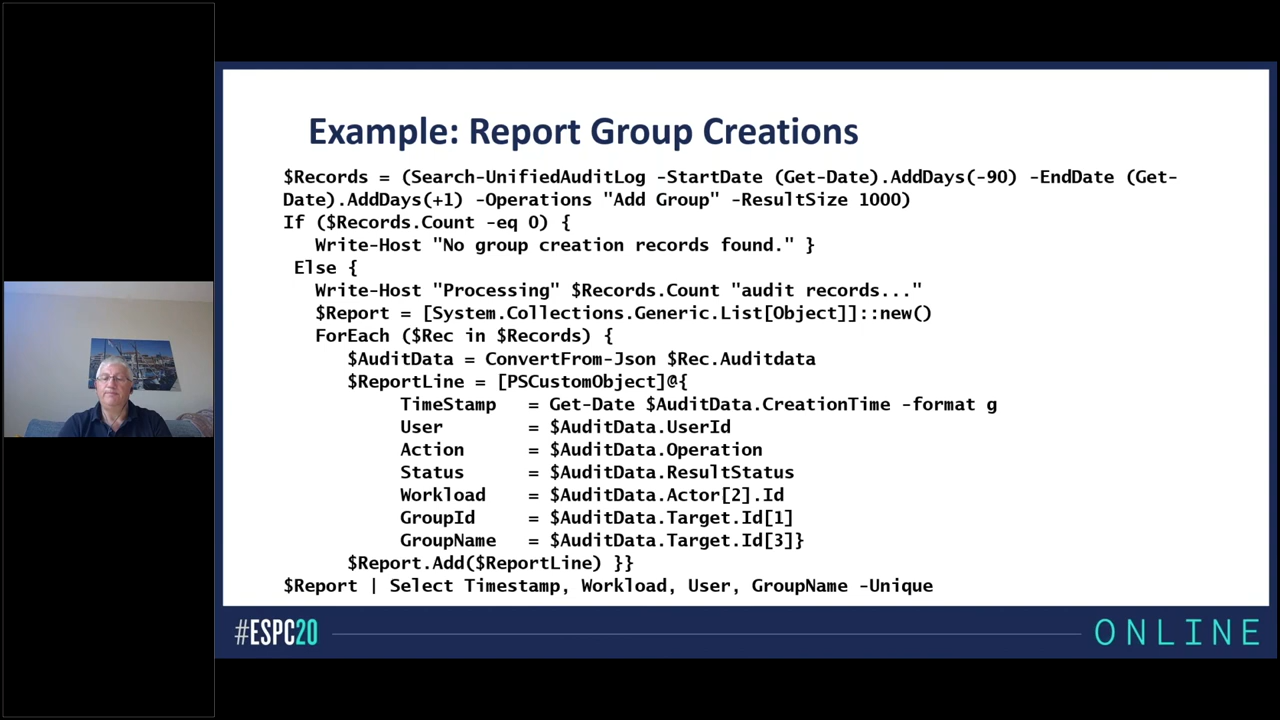 Example: Report Group Creations
$Records = (Search-UnifiedAuditLog -StartDate (Get-Date).AddDays(-90) -EndDate (Get-
Date).AddDays(+1) -Operations "Add Group" -ResultSize 1000)
If ($Records.Count -eq 0) {
Write-Host "No group creation records found." }
Else {
Write-Host "Processing" $Records.Count "audit records..."
$Report = [System.Collections.Generic.List[Object]]::new()
ForEach ($Rec in $Records) {
$AuditData = ConvertFrom-Json $Rec.Auditdata
$ReportLine = [PSCustomObject]@{
TimeStamp = Get-Date $AuditData.CreationTime -format g
User = $AuditData.UserId
Action = $AuditData.Operation
Status = $AuditData.ResultStatus
Workload = $AuditData.Actor[2].Id
GroupId = $AuditData.Target.Id[1]
GroupName = $AuditData.Target.Id[3]}
$Report.Add($ReportLine) }}
$Report | Select Timestamp, Workload, User, GroupName -Unique
#ESPC20
ONLINE